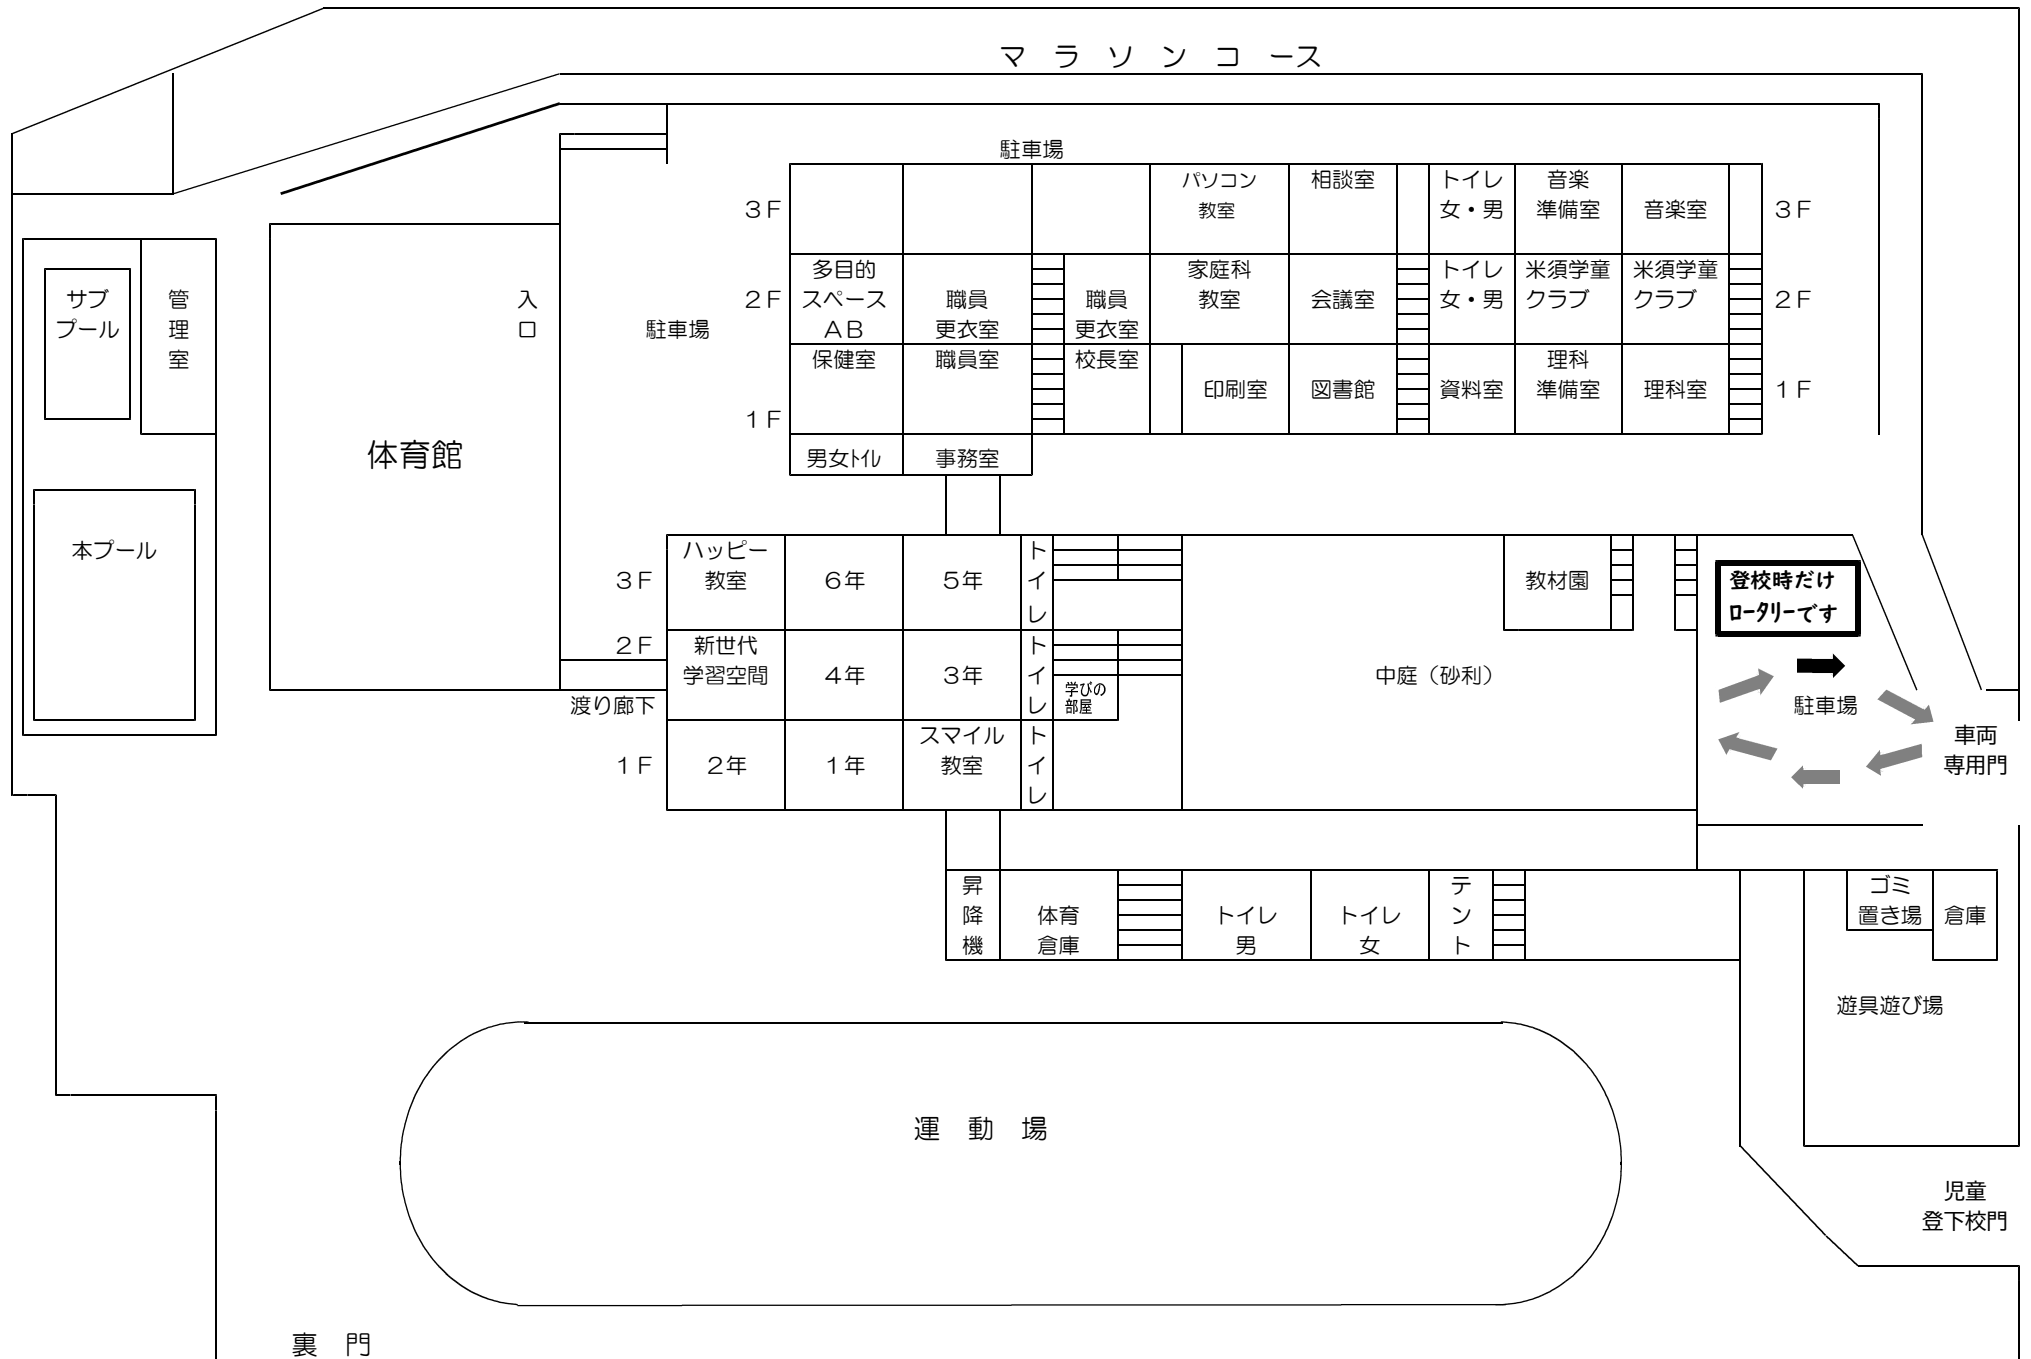 マ ラ ソ ン コ ース
駐車場
3F
パソコン
教室
相談室
トイレ
女・男
音楽
準備室
音楽室
3F
2F
多目的
スペース
AB
職員
更衣室
職員
更衣室
家庭科
教室
会議室
トイレ
女・男
米須学童
クラブ
米須学童
クラブ
2F
1F
保健室
職員室
校長室
印刷室
図書館
資料室
理科
準備室
理科室
1F
男女トイレ
事務室
サブ
プール
管
理
室
本プール
体育館
入
口
駐車場
3F
ハッピー
教室
6年
5年
ト
イ
レ
2F
新世代
学習空間
4年
3年
ト
イ
レ
学びの
部屋
渡り廊下
1F
2年
1年
スマイル
教室
ト
イ
レ
中庭（砂利）
教材園
登校時だけ
ロータリーです
駐車場
車両
専用門
昇
降
機
体育
倉庫
トイレ
男
トイレ
女
テ
ン
ト
ゴミ
置き場
倉庫
遊具遊び場
運 動 場
児童
登下校門
裏 門